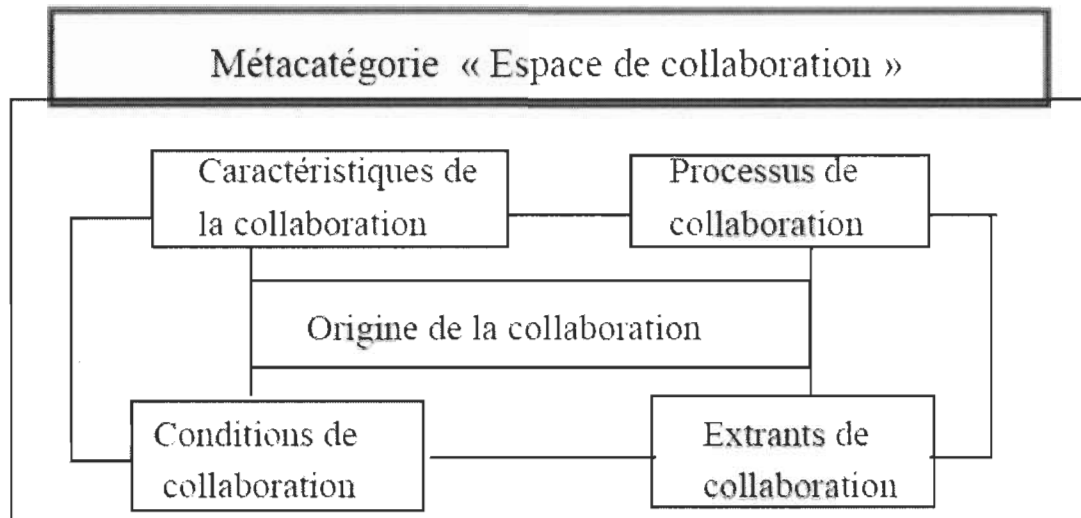 Métacatégorie « Espace de collaboration »
Caractéristiques de
la collaboration
Processus de
collaboration
Origine de la collaboration
Conditions de
collaboration
Extrants de
collaboration